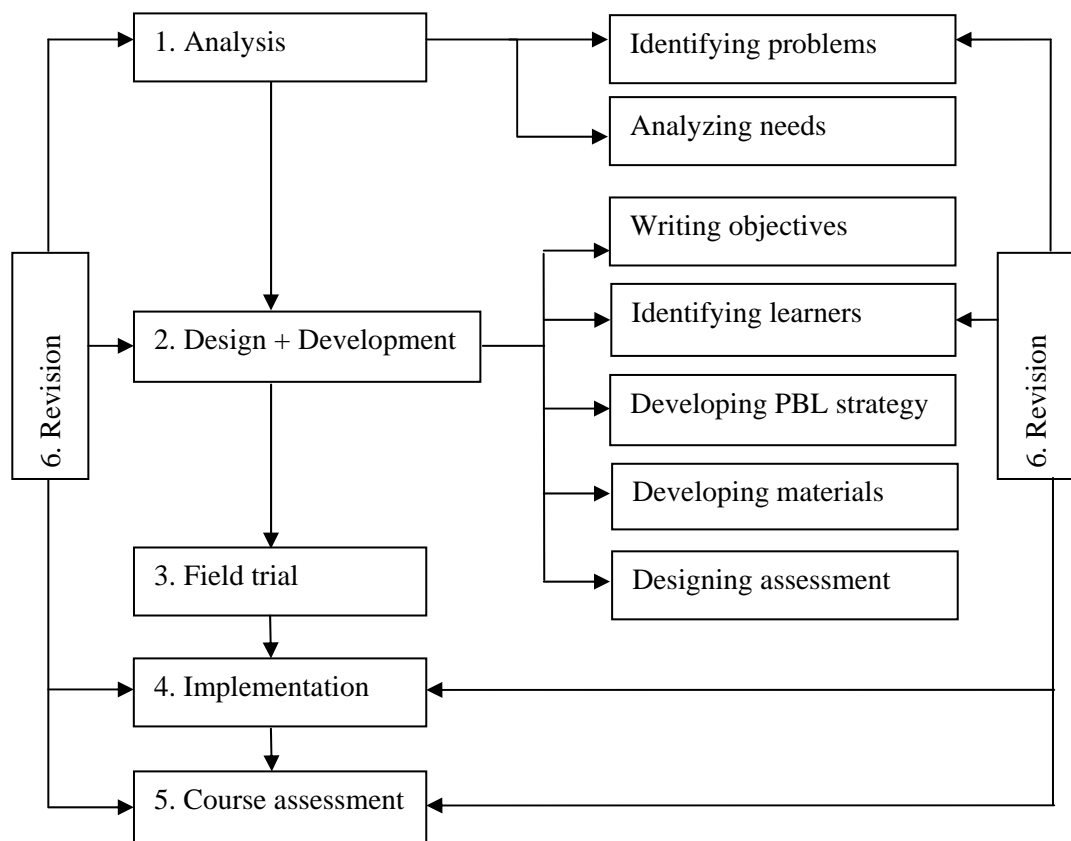 1. Analysis
Identifying problems
Analyzing needs
Writing objectives
6. Revision
2. Design + Development
Identifying learners
6. Revision
Developing PBL strategy
Developing materials
3. Field trial
Designing assessment
4. Implementation
5. Course assessment